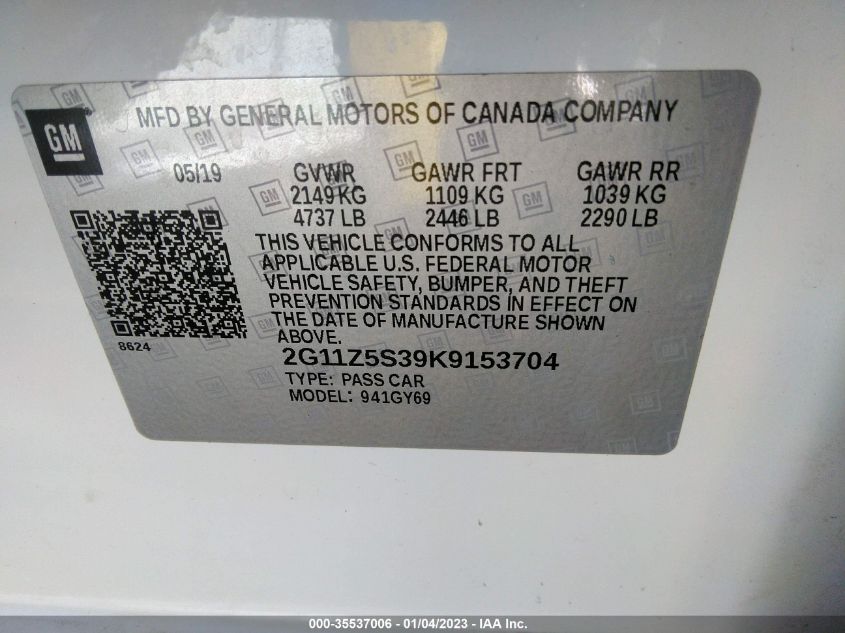 MFD BY GENERAL MOTORS OF CANADA COMPANY
GM
05/19 GVWR GAWR FRT GAWR RR
2149 KG 1109 KG 1039 KG
4737 LB 2446 LB 2290 LB
THIS VEHICLE CONFORMS TO ALL
APPLICABLE U.S. FEDERAL MOTOR
VEHICLE SAFETY, BUMPER, AND THEFT
PREVENTION STANDARDS IN EFFECT ON
THE DATE OF MANUFACTURE SHOWN
ABOVE.
8624
2G11Z5S39K9153704
TYPE: PASS CAR
MODEL: 941GY69
000-35537006 - 01/04/2023 - IAA Inc.